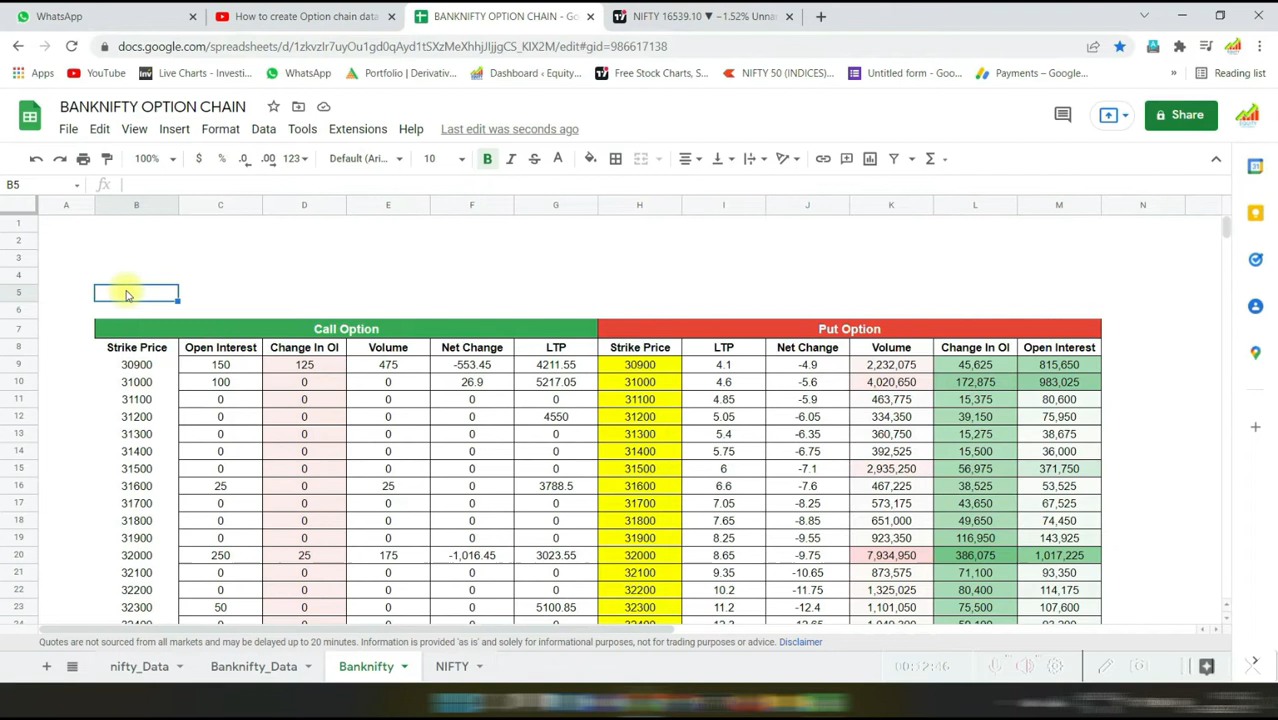 WhatsApp
How to create Option chain data
BANKNIFTY OPTION CHAIN - Go
NIFTY 16539.10 ▼ −1.52% Unna
docs.google.com/spreadsheets/d/1zkvzIr7uyOu1gd0qAyd1tSXzMeXhhjJIjjgCS_KIX2M/edit#gid=986617138
Apps YouTube Live Charts - Investi... WhatsApp Portfolio | Derivativ... Dashboard ‹ Equity... Free Stock Charts, S... NIFTY 50 (INDICES)... Untitled form - Goo... Payments – Google... » Reading list
BANKNIFTY OPTION CHAIN
File Edit View Insert Format Data Tools Extensions Help Last edit was seconds ago
Share
100% $ % .0 .00 123 Default (Ari... 10 B I S A Σ
B5 fx
A B C D E F G H I J K L M N
1
2
3
4
5
6
7 Call Option Put Option
8 Strike Price Open Interest Change In OI Volume Net Change LTP Strike Price LTP Net Change Volume Change In OI Open Interest
9 30900 150 125 475 -553.45 4211.55 30900 4.1 -4.9 2,232,075 45,625 815,650
10 31000 100 0 0 26.9 5217.05 31000 4.6 -5.6 4,020,650 172,875 983,025
11 31100 0 0 0 0 0 31100 4.85 -5.9 463,775 15,375 80,600
12 31200 0 0 0 0 4550 31200 5.05 -6.05 334,350 39,150 75,950
13 31300 0 0 0 0 0 31300 5.4 -6.35 360,750 15,275 38,675
14 31400 0 0 0 0 0 31400 5.75 -6.75 392,525 15,500 36,000
15 31500 0 0 0 0 0 31500 6 -7.1 2,935,250 56,975 371,750
16 31600 25 0 25 0 3788.5 31600 6.6 -7.6 467,225 38,525 53,525
17 31700 0 0 0 0 0 31700 7.05 -8.25 573,175 43,650 67,525
18 31800 0 0 0 0 0 31800 7.65 -8.85 651,000 49,650 74,450
19 31900 0 0 0 0 0 31900 8.25 -9.55 923,350 116,950 143,925
20 32000 250 25 175 -1,016.45 3023.55 32000 8.65 -9.75 7,934,950 386,075 1,017,225
21 32100 0 0 0 0 0 32100 9.35 -10.65 873,575 71,100 93,350
22 32200 0 0 0 0 0 32200 10.2 -11.75 1,325,025 80,400 114,175
23 32300 50 0 0 0 5100.85 32300 11.2 -12.4 1,101,050 75,500 107,600
Quotes are not sourced from all markets and may be delayed up to 20 minutes. Information is provided 'as is' and solely for informational purposes, not for trading purposes or advice. Disclaimer
nifty_Data Banknifty_Data Banknifty NIFTY